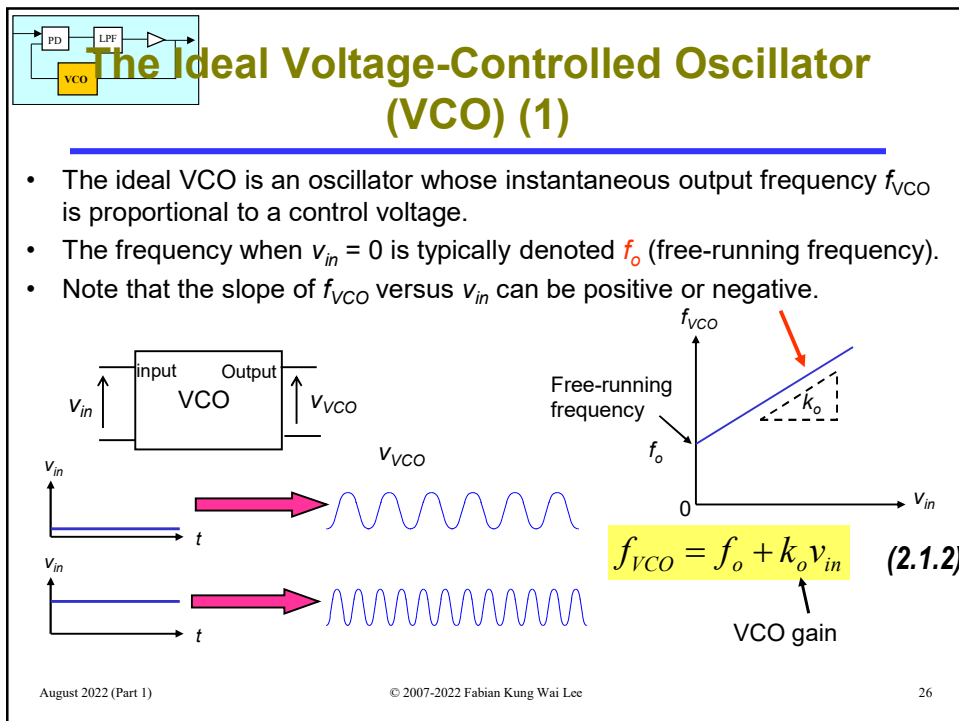 PD
LPF
VCO
The Ideal Voltage-Controlled Oscillator
(VCO) (1)
• The ideal VCO is an oscillator whose instantaneous output frequency fVCO
is proportional to a control voltage.
• The frequency when vin = 0 is typically denoted fo (free-running frequency).
• Note that the slope of fVCO versus vin can be positive or negative.
fVCO
input Output
VCO
vin
vVCO
Free-running
frequency
ko
fo
0
vin
vVCO
vin
t
vin
t
fVCO = fo + kovin (2.1.2)
VCO gain
August 2022 (Part 1) © 2007-2022 Fabian Kung Wai Lee 26